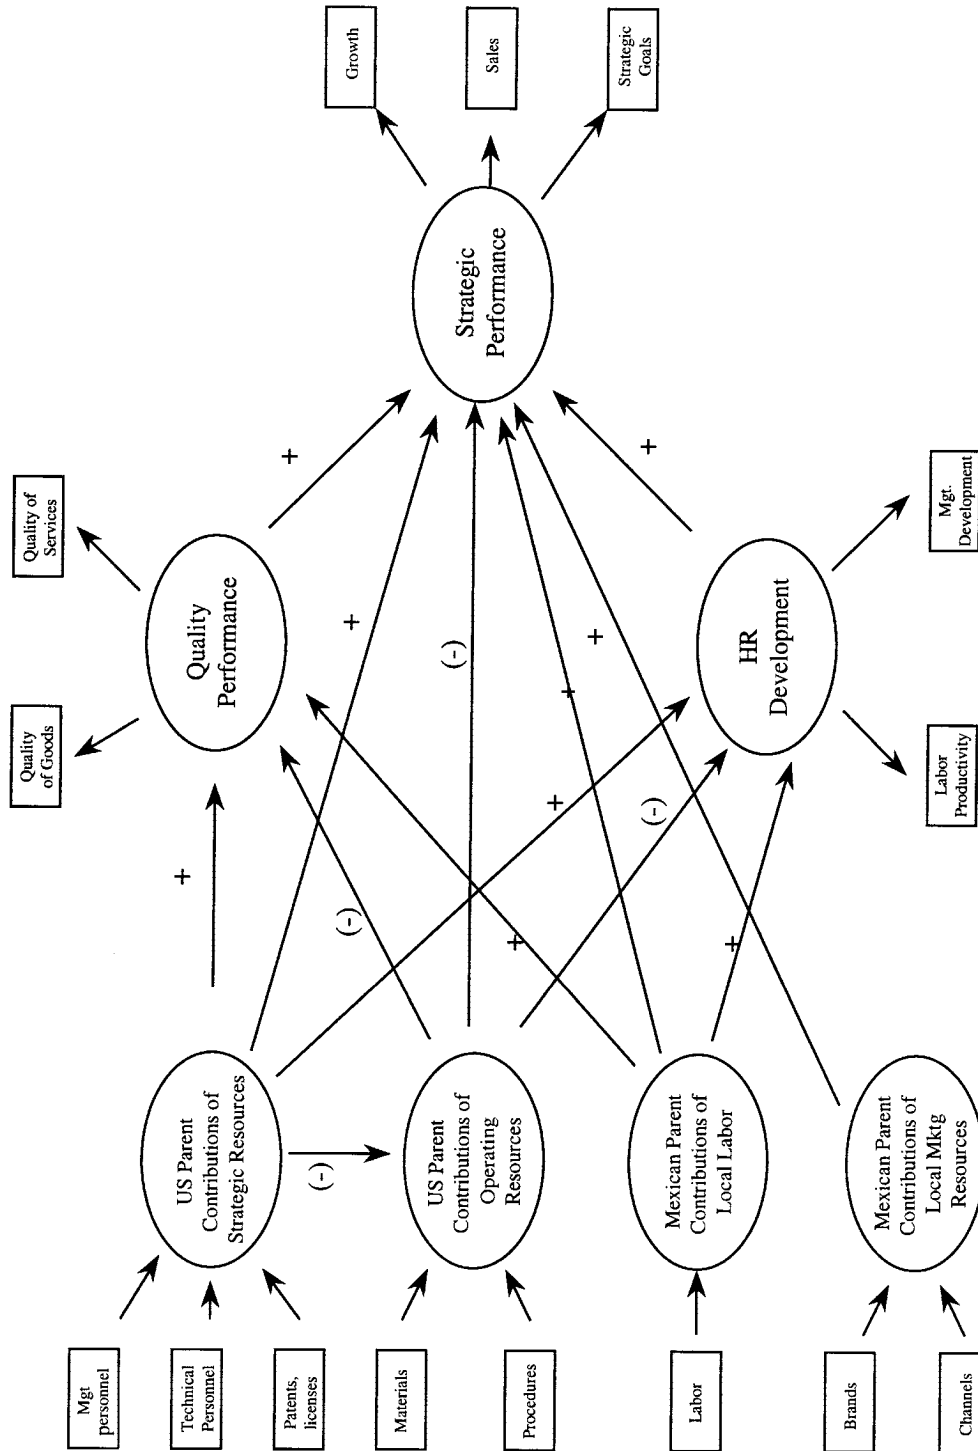 Mgt
personnel
Technical
Personnel
Patents,
licenses
Materials
Procedures
Labor
Brands
Channels
US Parent
Contributions of
Strategic Resources
(-)
US Parent
Contributions of
Operating
Resources
Mexican Parent
Contributions of
Local Labor
Mexican Parent
Contributions of
Local Mktg
Resources
+
(-)
+
+
+
(-)
+
(-)
+
+
+
Quality
of Goods
Quality of
Services
Quality
Performance
HR
Development
Labor
Productivity
Mgt.
Development
+
+
Strategic
Performance
Growth
Sales
Strategic
Goals